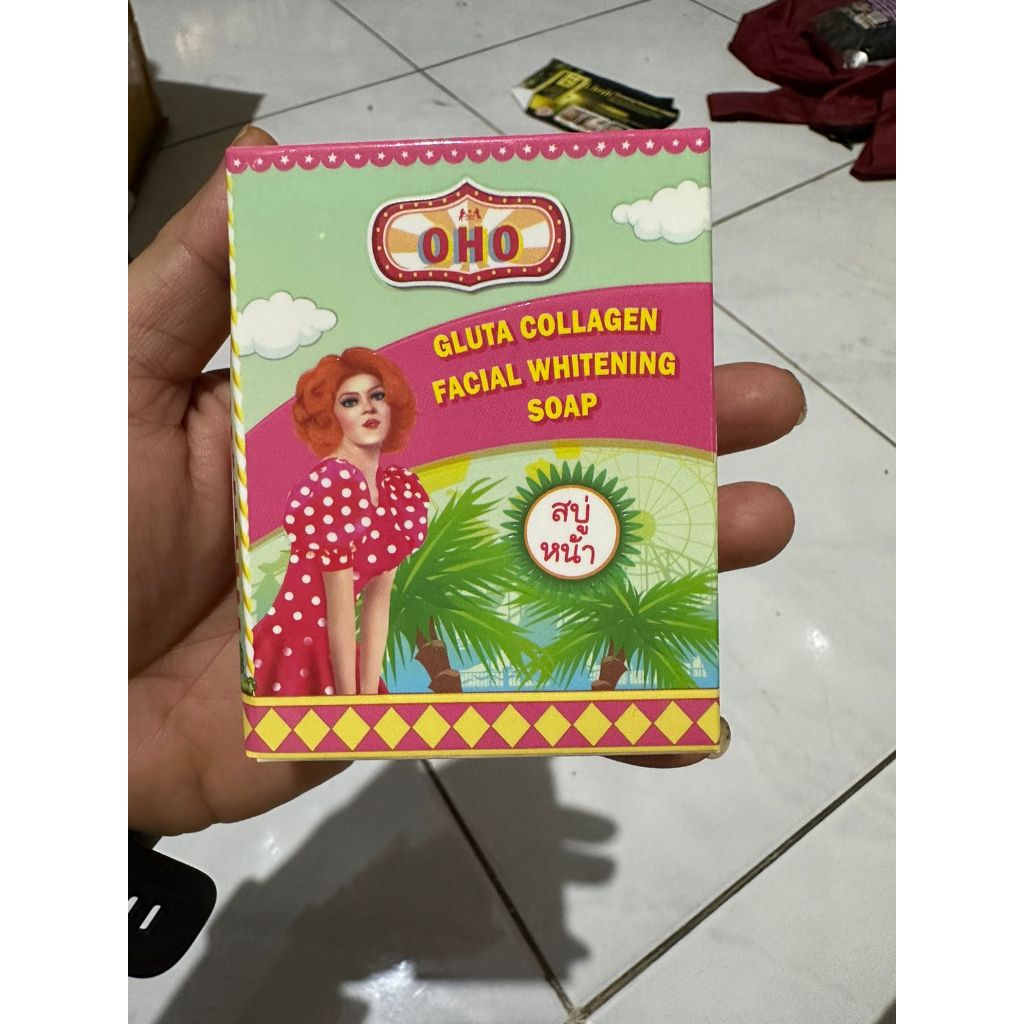 OHO
GLUTA COLLAGEN
FACIAL WHITENING
SOAP
สบู่
หน้า